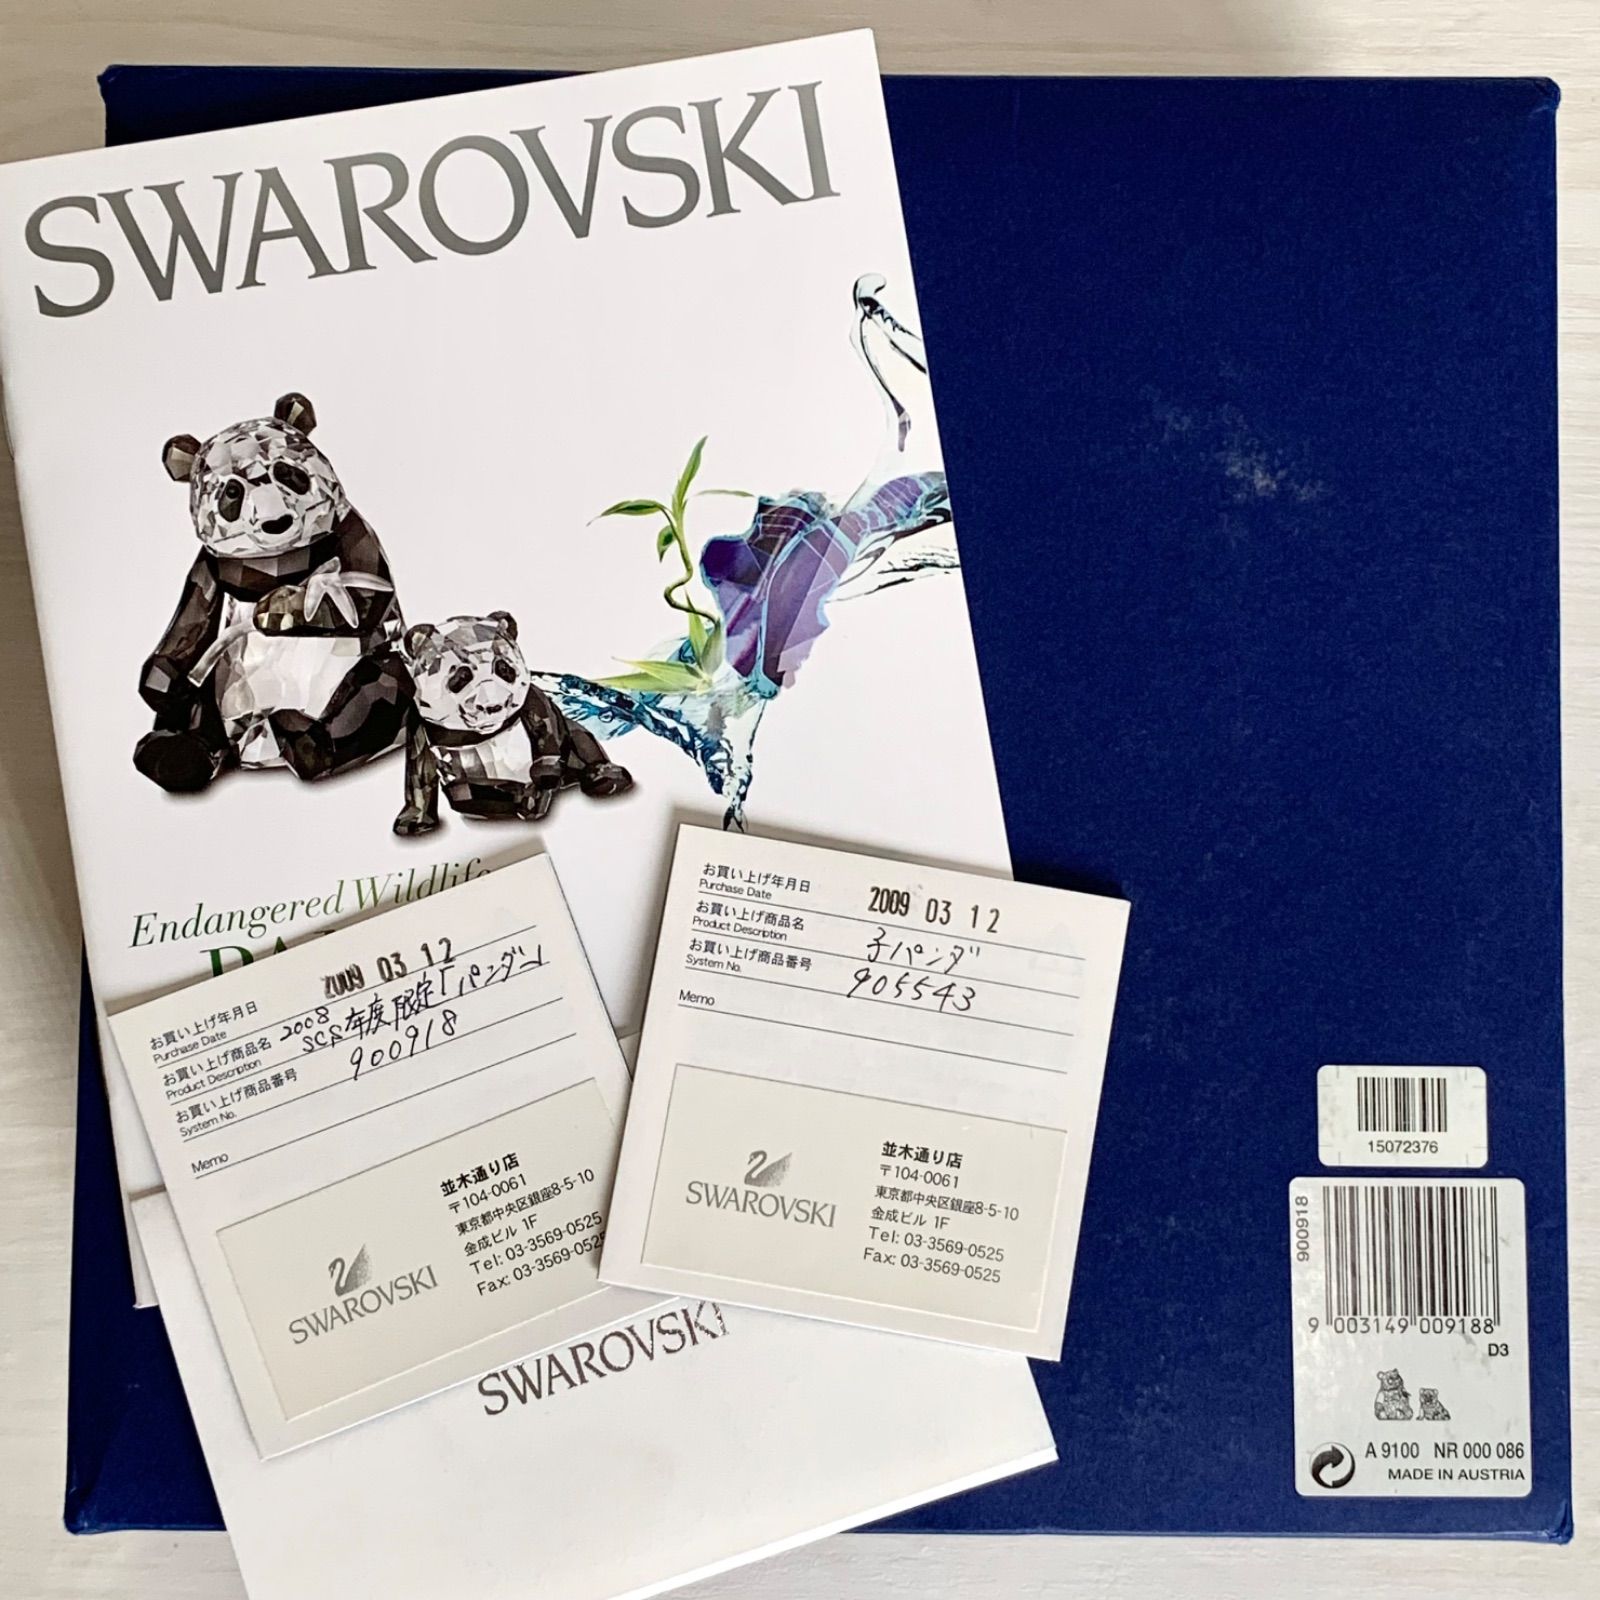 SWAROVSKI
Endangered Wildlife
お買い上げ年月日
Purchase Date
2009 03 12
お買い上げ商品名
Product Description
2008
SCS年度限定「パンダー」
お買い上げ商品番号
System No.
900918
Memo
SWAROVSKI
並木通り店
〒104-0061
東京都中央区銀座8-5-10
金成ビル 1F
Tel: 03-3569-0525
Fax: 03-3569-0525
お買い上げ年月日
Purchase Date
2009 03 12
お買い上げ商品名
Product Description
子パンダ
お買い上げ商品番号
System No.
905543
Memo
SWAROVSKI
並木通り店
〒104-0061
東京都中央区銀座8-5-10
金成ビル 1F
Tel: 03-3569-0525
Fax: 03-3569-0525
SWAROVSKI
15072376
900918
9 003149 009188
D3
A 9100 NR 000 086
MADE IN AUSTRIA